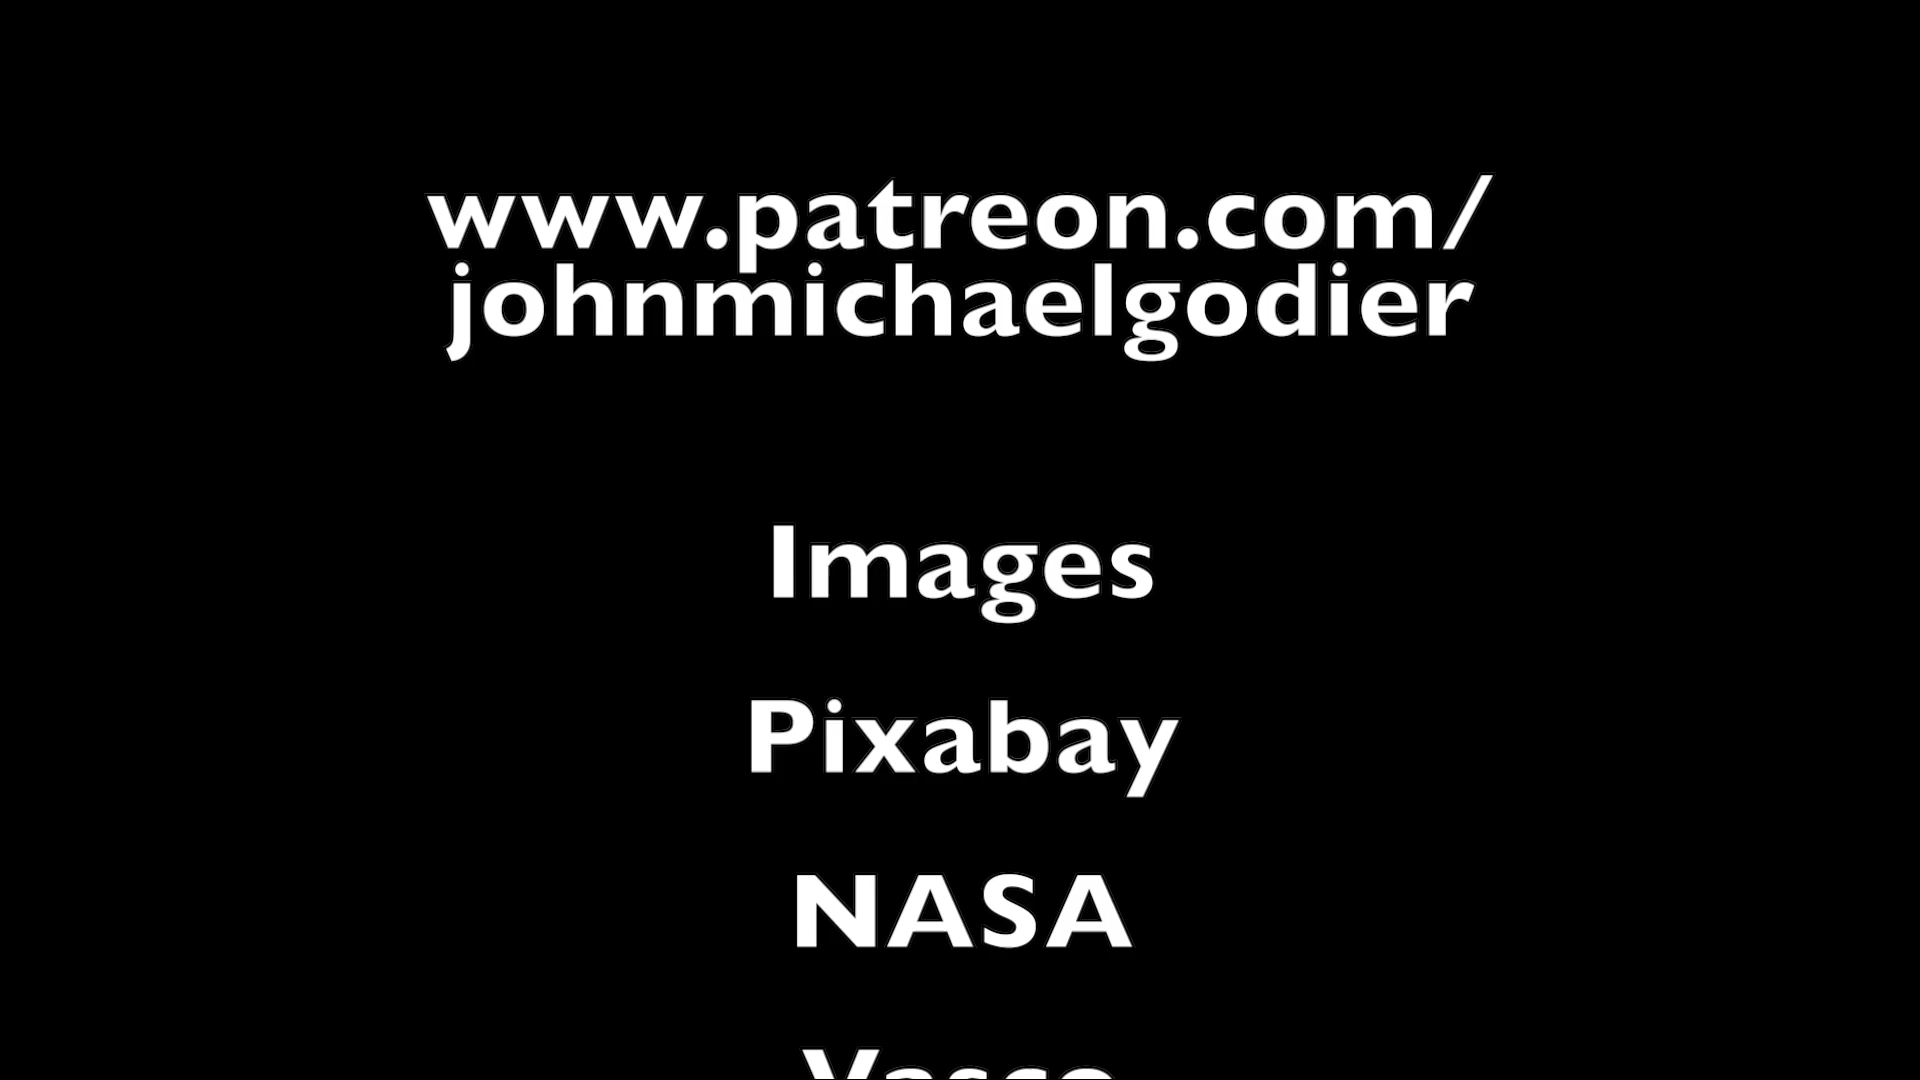 www.patreon.com/
johnmichaelgodier
Images
Pixabay
NASA